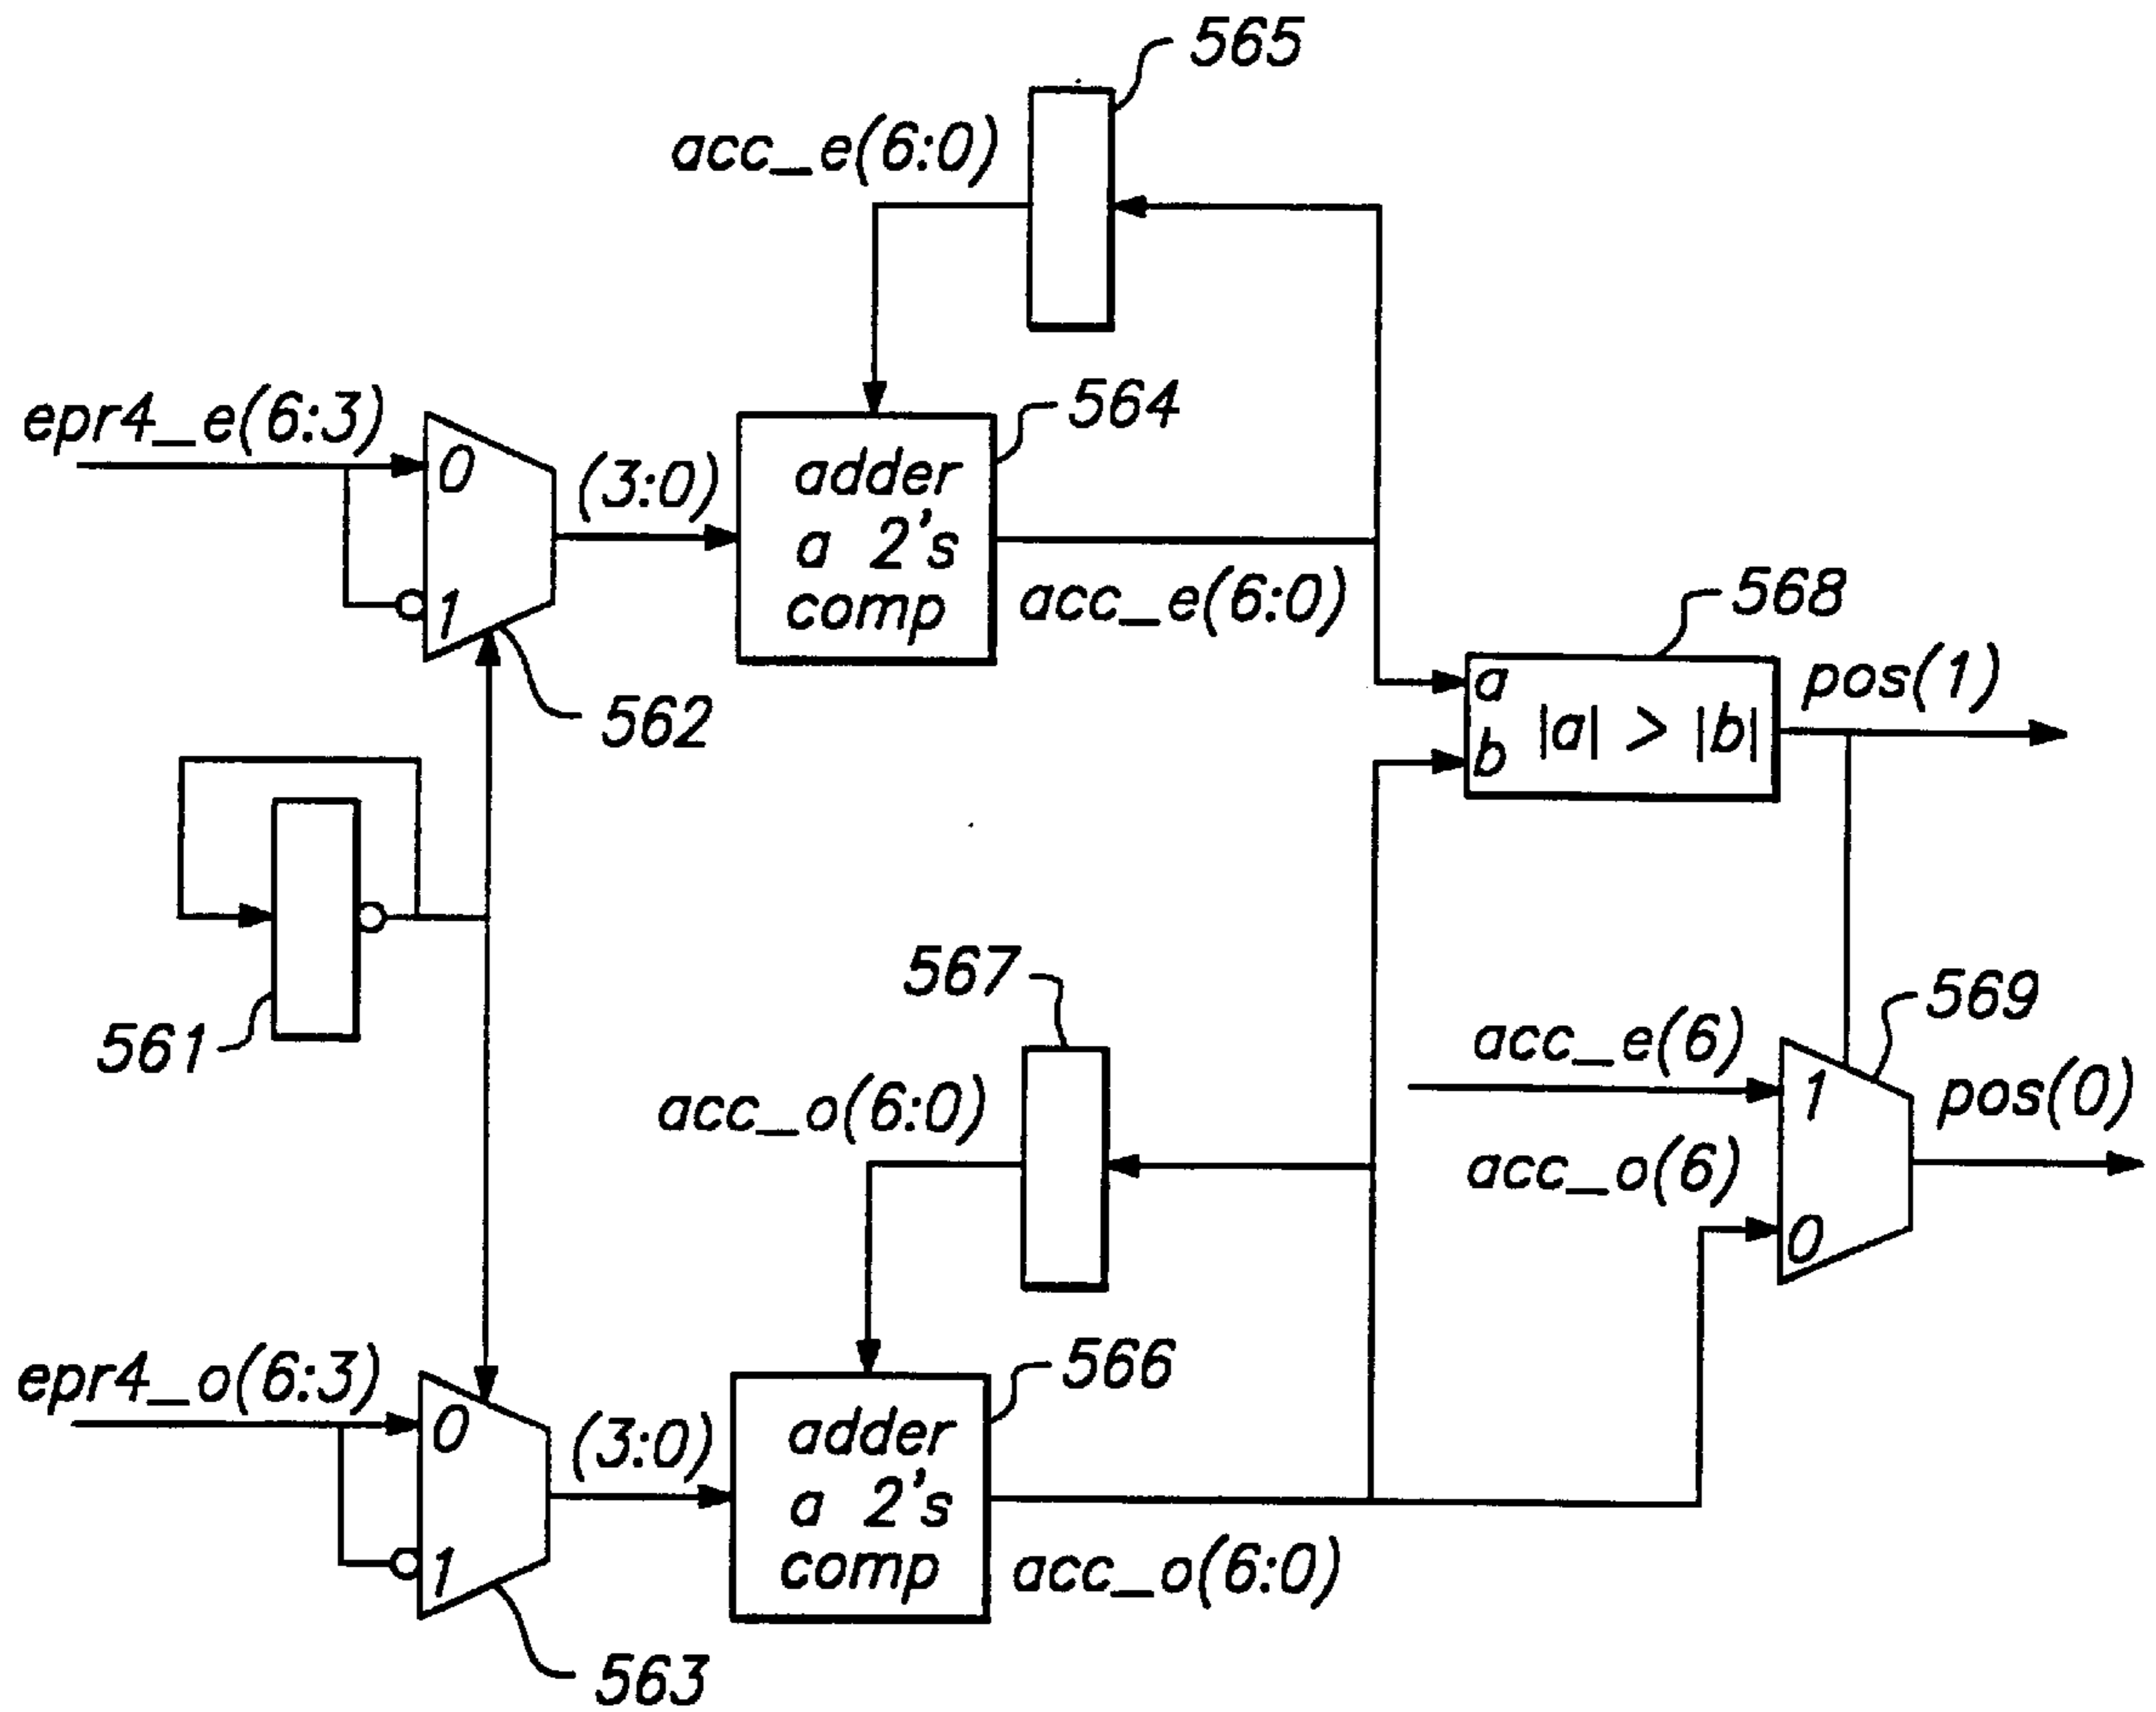 565
acc_e(6:0)
epr4_e(6:3)
0
1
562
(3:0)
564
adder
a 2's
comp
acc_e(6:0)
568
a
b
|a| > |b|
pos(1)
561
567
acc_o(6:0)
569
acc_e(6)
1
acc_o(6)
0
pos(0)
epr4_o(6:3)
0
1
563
(3:0)
566
adder
a 2's
comp
acc_o(6:0)